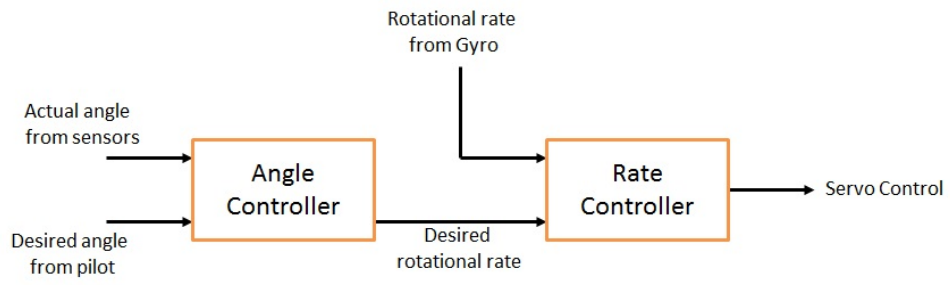 Rotational rate
from Gyro
Actual angle
from sensors
Angle
Controller
Rate
Controller
Servo Control
Desired angle
from pilot
Desired
rotational rate